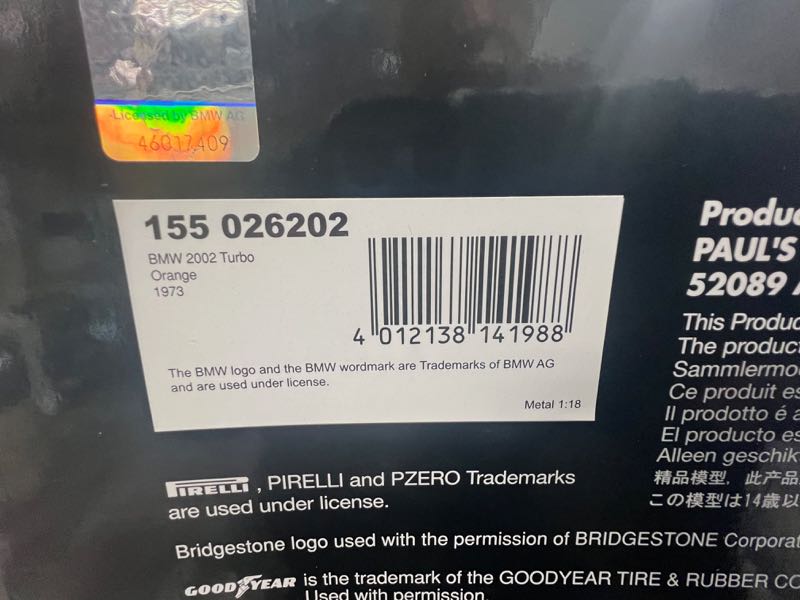 Licensed by BMW AG
46017409
155 026202
BMW 2002 Turbo
Orange
1973
4 012138 141988
The BMW logo and the BMW wordmark are Trademarks of BMW AG
and are used under license.
Metal 1:18
PIRELLI , PIRELLI and PZERO Trademarks
are used under license.
Bridgestone logo used with the permission of BRIDGESTONE Corporat
GOODYEAR is the trademark of the GOODYEAR TIRE & RUBBER CO
Used with permission.
Produc
PAUL'S
52089 A
This Produc
The product
Sammlermo
Ce produit es
Il prodotto é a
El producto es
Alleen geschik
精品模型，此产品
この模型は14歳以